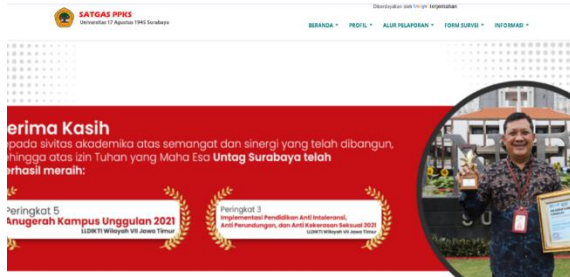 SATGAS PPKS
Universitas 17 Agustus 1945 Surabaya
Diberdayakan oleh Google Terjemahan
BERANDA
PROFIL
ALUR PELAPORAN
FORM SURVEI
INFORMASI
erima Kasih
epada sivitas akademika atas semangat dan sinergi yang telah dibangun,
ehingga atas izin Tuhan yang Maha Esa Untag Surabaya telah
erhasil meraih:
Peringkat 5
Anugerah Kampus Unggulan 2021
LLDIKTI Wilayah VII Jawa Timur
Peringkat 3
Implementasi Pendidikan Anti Intoleransi,
Anti Perundungan, dan Anti Kekerasan Seksual 2021
LLDIKTI Wilayah VII Jawa Timur